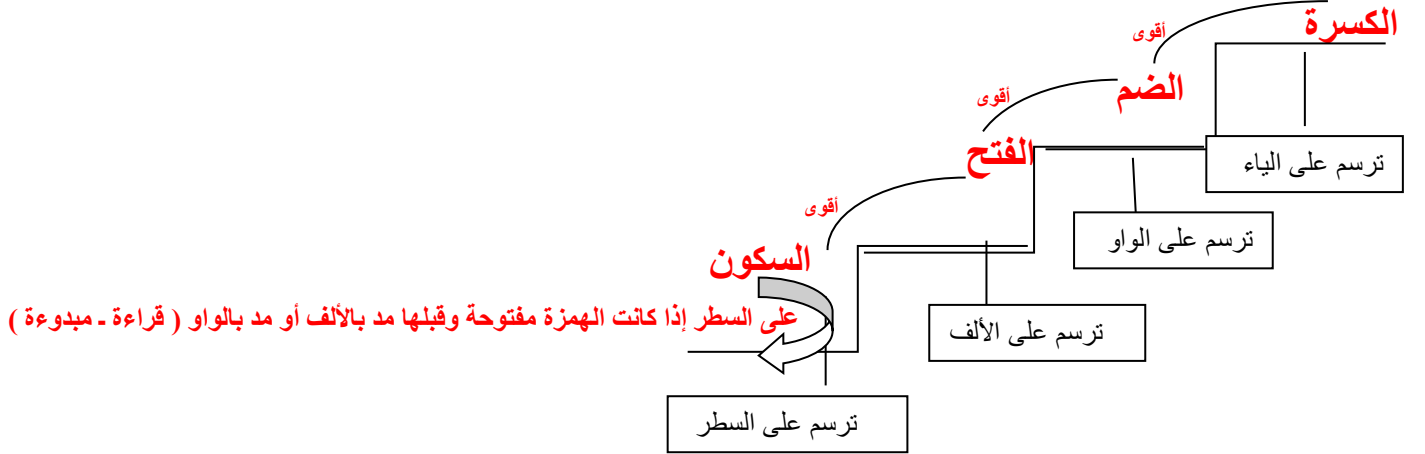 الكسرة
أقوى
الضم
أقوى
الفتح
أقوى
السكون
على السطر إذا كانت الهمزة مفتوحة وقبلها مد بالألف أو مد بالواو ( قراءة ـ مبدوءة )
ترسم على الياء
ترسم على الواو
ترسم على الألف
ترسم على السطر